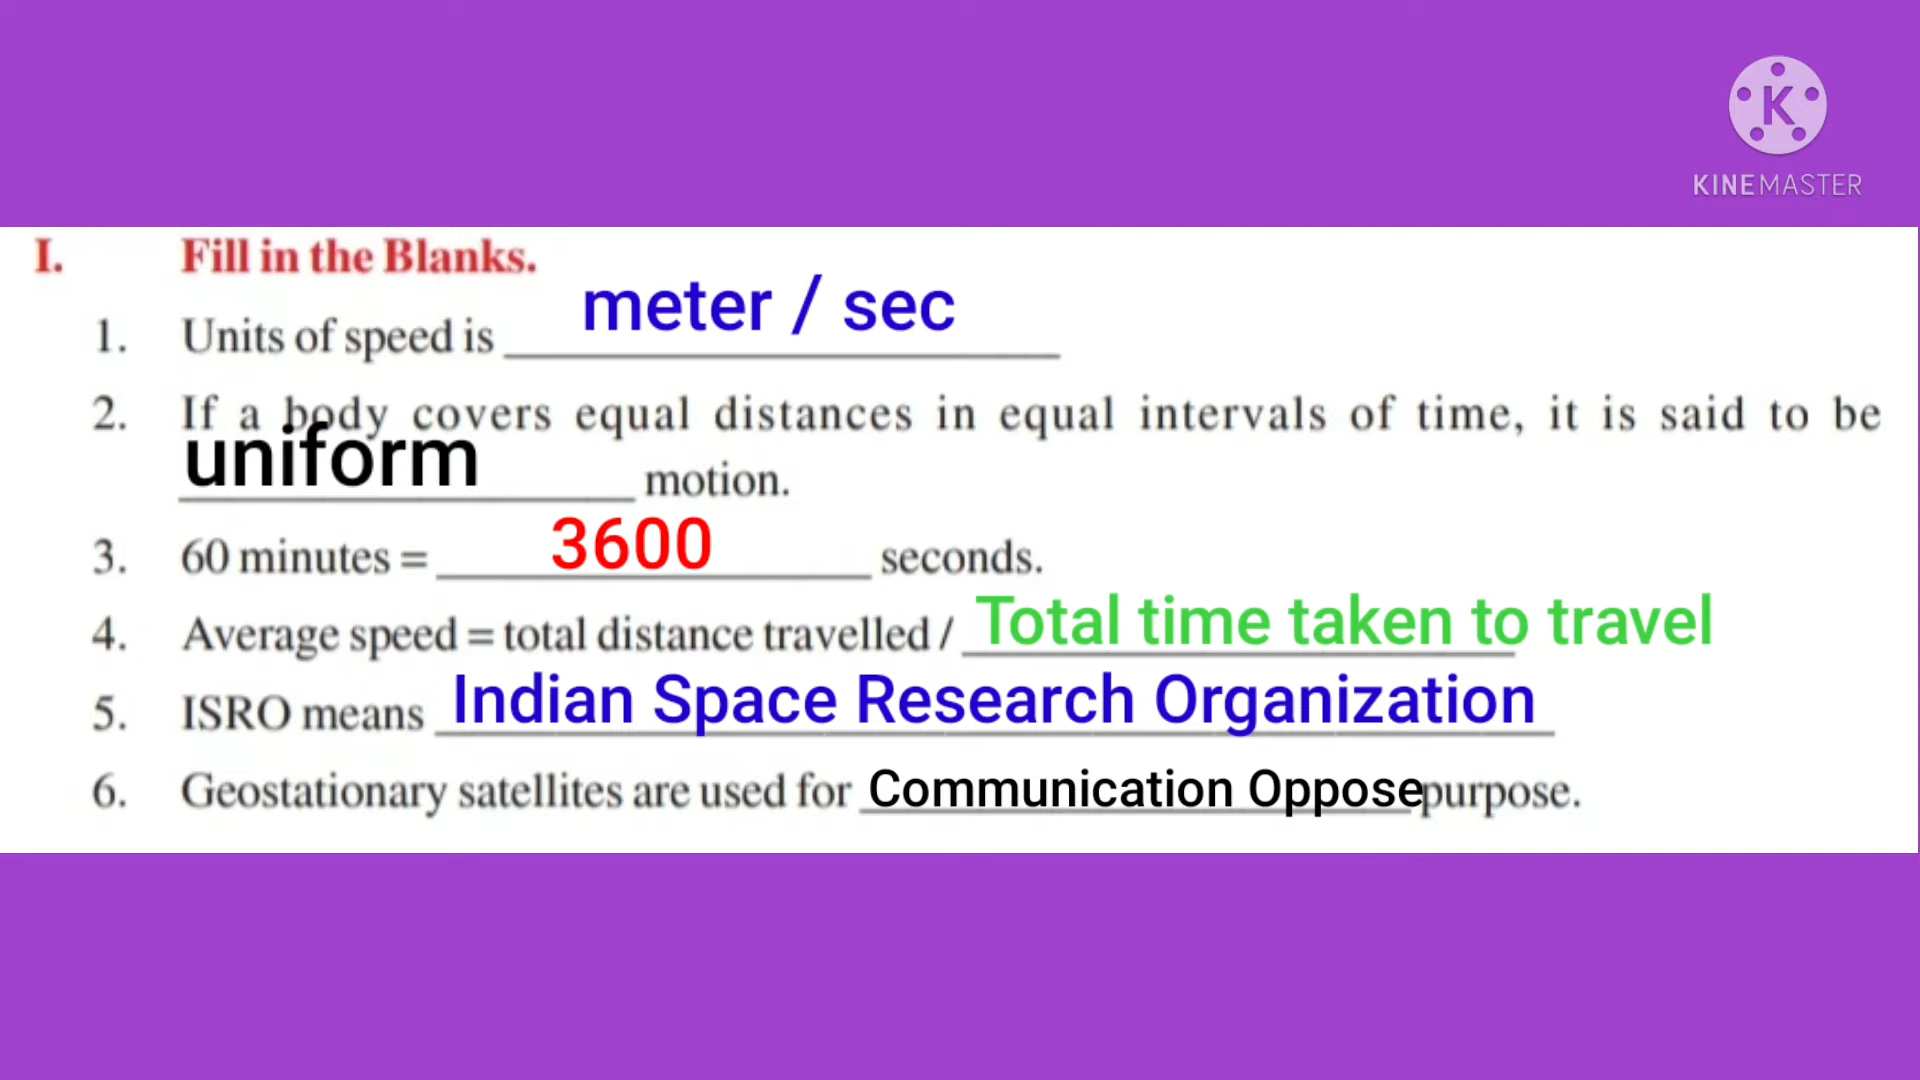 K
KINEMASTER
I. Fill in the Blanks.
1. Units of speed is meter / sec
2. If a body covers equal distances in equal intervals of time, it is said to be
uniform motion.
3. 60 minutes = 3600 seconds.
4. Average speed = total distance travelled / Total time taken to travel
5. ISRO means Indian Space Research Organization
6. Geostationary satellites are used for Communication Oppose purpose.